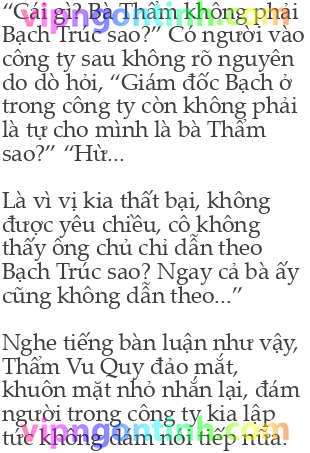 vipngontinh.com
“Cái gì? Bà Thẩm không phải
Bạch Trúc sao?” Có người vào
công ty sau không rõ nguyên
do dò hỏi, “Giám đốc Bạch ở
trong công ty còn không phải
là tự cho mình là bà Thẩm
sao?” “Hừ...
Là vì vị kia thất bại, không
được yêu chiều, cô không
thấy ông chủ chỉ dẫn theo
Bạch Trúc sao? Ngay cả bà ấy
cũng không dẫn theo...”
Nghe tiếng bàn luận như vậy,
Thẩm Vu Quy đảo mắt,
khuôn mặt nhỏ nhắn lại, đám
người trong công ty kia lập
tức không dám nói tiếp nữa.
vipngontinh.com